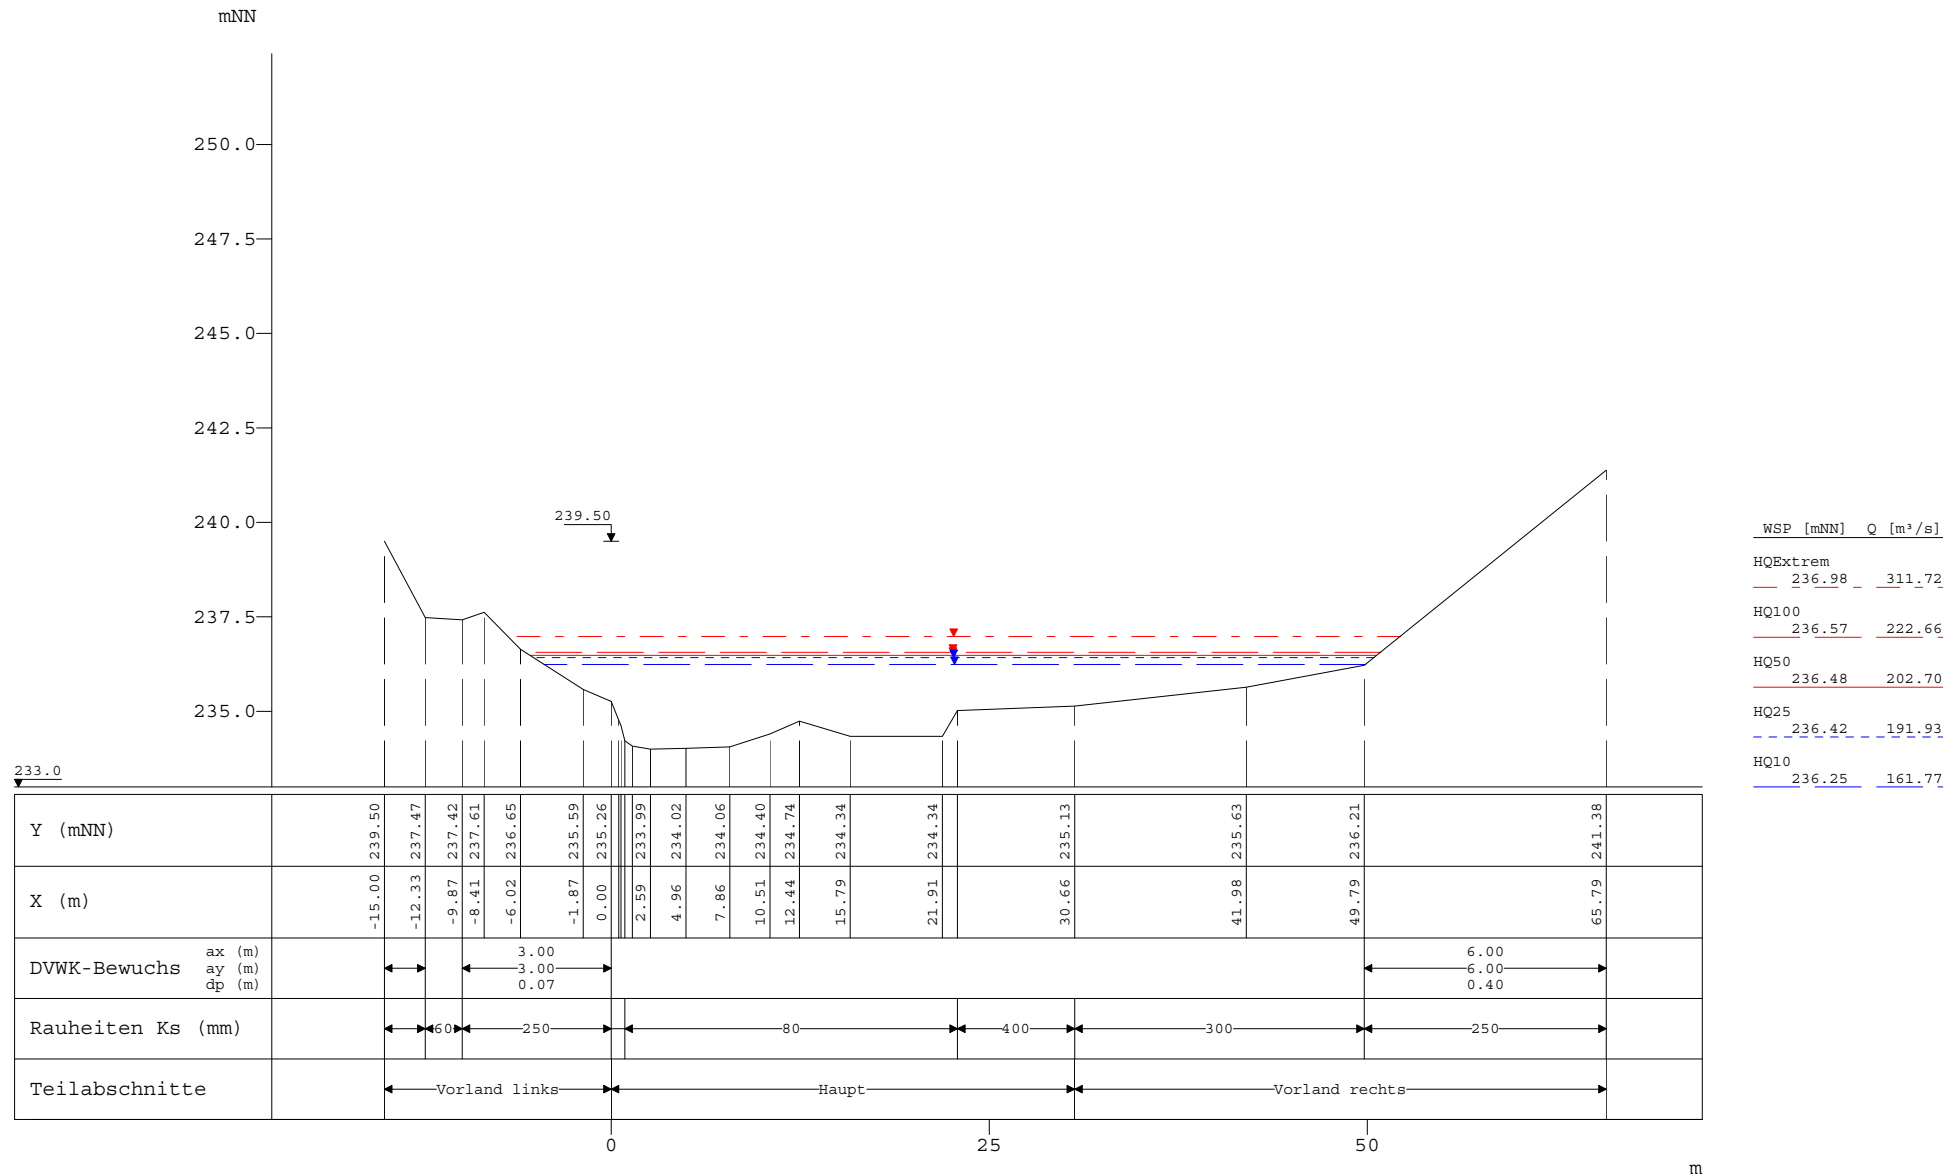 mNN
250.0
247.5
245.0
242.5
240.0
237.5
235.0
239.50
233.0
WSP [mNN] Q [m³/s]
HQExtrem
236.98 311.72
HQ100
236.57 222.66
HQ50
236.48 202.70
HQ25
236.42 191.93
HQ10
236.25 161.77
Y (mNN) 239.50 237.47 237.42 237.61 236.65 235.59 235.26 233.99 234.02 234.06 234.40 234.74 234.34 234.34 235.13 235.63 236.21 241.38
X (m) -15.00 -12.33 -9.87 -8.41 -6.02 -1.87 0.00 2.59 4.96 7.86 10.51 12.44 15.79 21.91 30.66 41.98 49.79 65.79
ax (m) 3.00 6.00
DVWK-Bewuchs ay (m) 3.00 6.00
dp (m) 0.07 0.40
Rauheiten Ks (mm) 60 250 80 400 300 250
Teilabschnitte Vorland links Haupt Vorland rechts
0 25 50
m